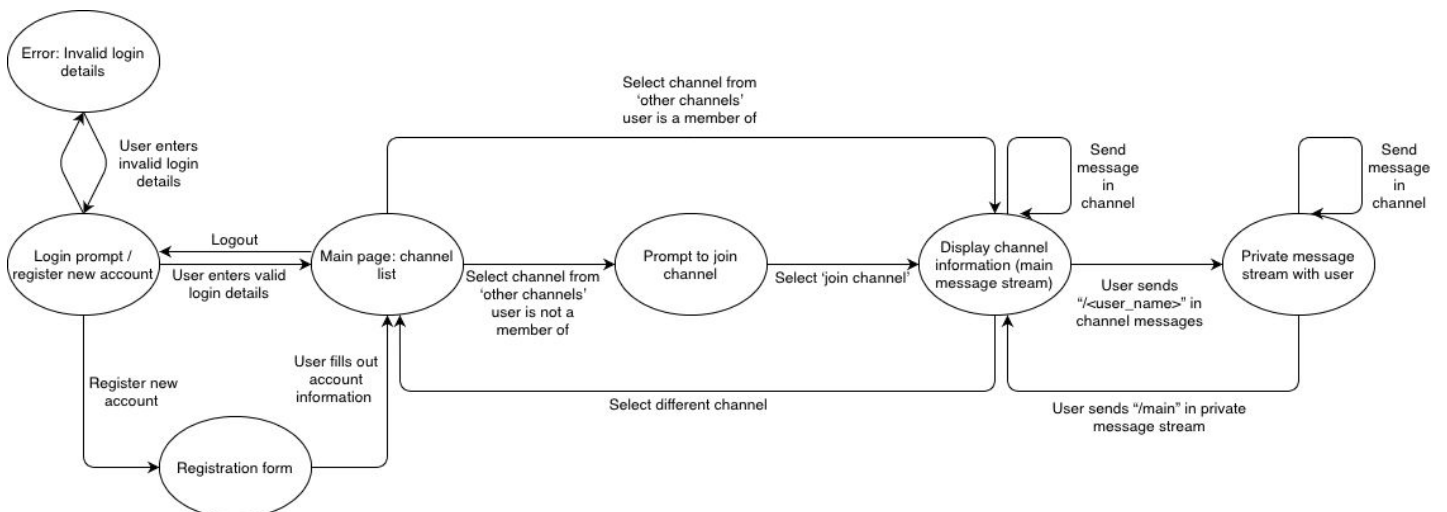 Error: Invalid login
details
User enters
invalid login
details
Login prompt /
register new account
Logout
User enters valid
login details
Register new
account
Registration form
User fills out
account
information
Main page: channel
list
Select channel from
‘other channels’
user is a member of
Select channel from
‘other channels’
user is not a
member of
Prompt to join
channel
Select ‘join channel’
Select different channel
Display channel
information (main
message stream)
Send
message
in
channel
User sends
“/<user_name>” in
channel messages
Private message
stream with user
Send
message
in
channel
User sends “/main” in private
message stream